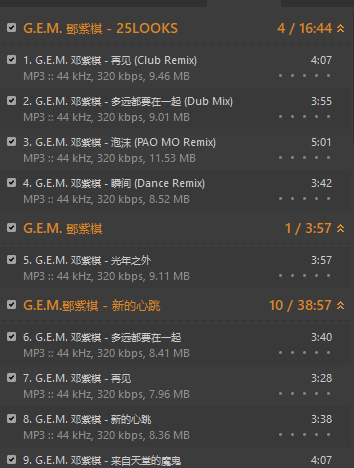 G.E.M. 鄧紫棋 - 25LOOKS 4 / 16:44
1. G.E.M. 邓紫棋 - 再见 (Club Remix) 4:07
MP3 :: 44 kHz, 320 kbps, 9.46 MB
2. G.E.M. 邓紫棋 - 多远都要在一起 (Dub Mix) 3:55
MP3 :: 44 kHz, 320 kbps, 9.01 MB
3. G.E.M. 邓紫棋 - 泡沫 (PAO MO Remix) 5:01
MP3 :: 44 kHz, 320 kbps, 11.53 MB
4. G.E.M. 邓紫棋 - 瞬间 (Dance Remix) 3:42
MP3 :: 44 kHz, 320 kbps, 8.52 MB
G.E.M. 鄧紫棋 1 / 3:57
5. G.E.M. 邓紫棋 - 光年之外 3:57
MP3 :: 44 kHz, 320 kbps, 9.11 MB
G.E.M.鄧紫棋 - 新的心跳 10 / 38:57
6. G.E.M. 邓紫棋 - 多远都要在一起 3:40
MP3 :: 44 kHz, 320 kbps, 8.41 MB
7. G.E.M. 邓紫棋 - 再见 3:28
MP3 :: 44 kHz, 320 kbps, 7.96 MB
8. G.E.M. 邓紫棋 - 新的心跳 3:38
MP3 :: 44 kHz, 320 kbps, 8.36 MB
9. G.E.M. 邓紫棋 - 来自天堂的魔鬼 4:07